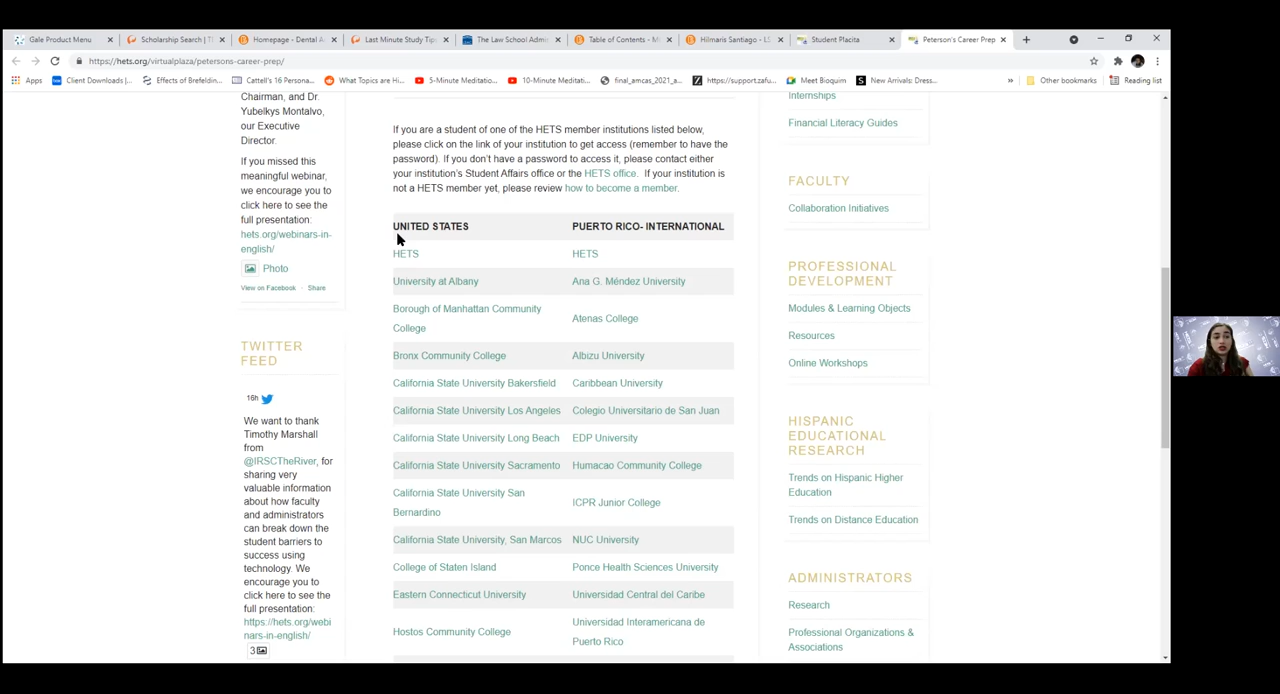 Gale Product Menu
Scholarship Search | Th
Homepage - Dental A
Last Minute Study Tips
The Law School Admi
Table of Contents - M
Hilmaris Santiago - LS
Student Placita
Peterson's Career Prep
https://hets.org/virtualplaza/petersons-career-prep/
Apps
Client Downloads |...
Effects of Brefelding...
Cattell's 16 Persona...
What Topics are Hi...
5-Minute Meditatio...
10-Minute Meditati...
final_amcas_2021_a...
https://support.zafu...
Meet Bioquim
New Arrivals: Dress...
»
Other bookmarks
Reading list
Chairman, and Dr.
Yubelkys Montalvo,
our Executive
Director.
If you missed this
meaningful webinar,
we encourage you to
click here to see the
full presentation:
hets.org/webinars-in-
english/
Photo
View on Facebook · Share
TWITTER
FEED
16h
We want to thank
Timothy Marshall
from
@IRSCTheRiver, for
sharing very
valuable information
about how faculty
and administrators
can break down the
student barriers to
success using
technology. We
encourage you to
click here to see the
full presentation:
https://hets.org/webi
nars-in-english/
3
If you are a student of one of the HETS member institutions listed below,
please click on the link of your institution to get access (remember to have the
password). If you don't have a password to access it, please contact either
your institution's Student Affairs office or the HETS office. If your institution is
not a HETS member yet, please review how to become a member.
UNITED STATES PUERTO RICO- INTERNATIONAL
HETS HETS
University at Albany Ana G. Méndez University
Borough of Manhattan Community
College
Atenas College
Bronx Community College Albizu University
California State University Bakersfield Caribbean University
California State University Los Angeles Colegio Universitario de San Juan
California State University Long Beach EDP University
California State University Sacramento Humacao Community College
California State University San
Bernardino
ICPR Junior College
California State University, San Marcos NUC University
College of Staten Island Ponce Health Sciences University
Eastern Connecticut University Universidad Central del Caribe
Hostos Community College
Universidad Interamericana de
Puerto Rico
Internships
Financial Literacy Guides
FACULTY
Collaboration Initiatives
PROFESSIONAL
DEVELOPMENT
Modules & Learning Objects
Resources
Online Workshops
HISPANIC
EDUCATIONAL
RESEARCH
Trends on Hispanic Higher
Education
Trends on Distance Education
ADMINISTRATORS
Research
Professional Organizations &
Associations